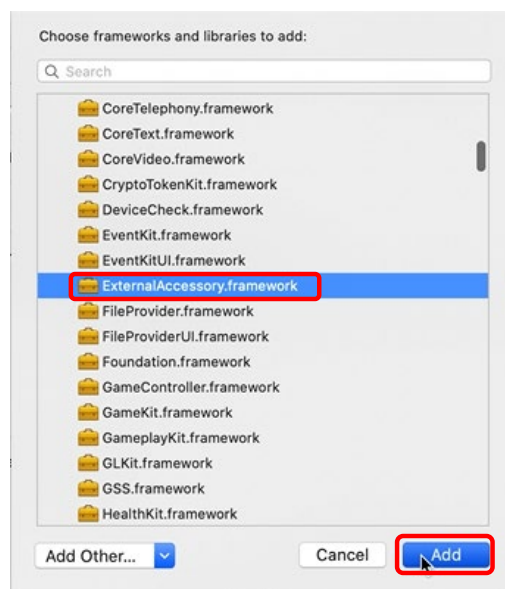 Choose frameworks and libraries to add:
Search
CoreTelephony.framework
CoreText.framework
CoreVideo.framework
CryptoTokenKit.framework
DeviceCheck.framework
EventKit.framework
EventKitUI.framework
ExternalAccessory.framework
FileProvider.framework
FileProviderUI.framework
Foundation.framework
GameController.framework
GameKit.framework
GameplayKit.framework
GLKit.framework
GSS.framework
HealthKit.framework
Add Other... Cancel Add